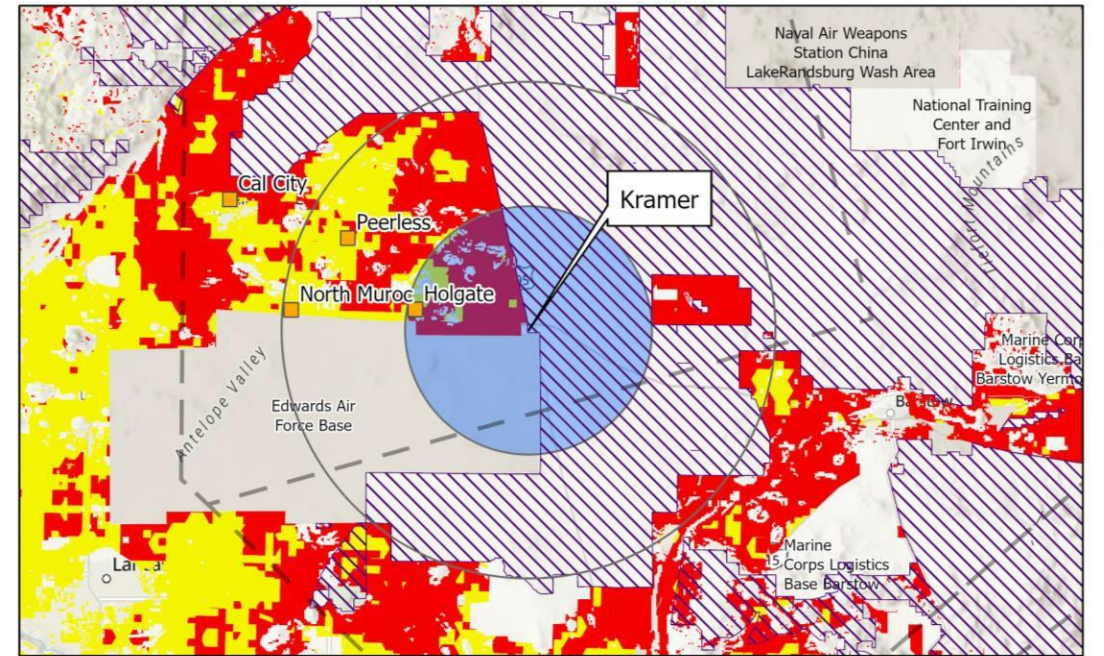 Naval Air Weapons
Station China
LakeRandsburg Wash Area
National Training
Center and
Fort Irwin
Mountains
Cal City
Kramer
Peerless
North Muroc
Holgate
Marine Corp
Logistics Ba
Barstow Yermo
Antelope Valley
Edwards Air
Force Base
Marine
15
Corps Logistics
Base Barstow